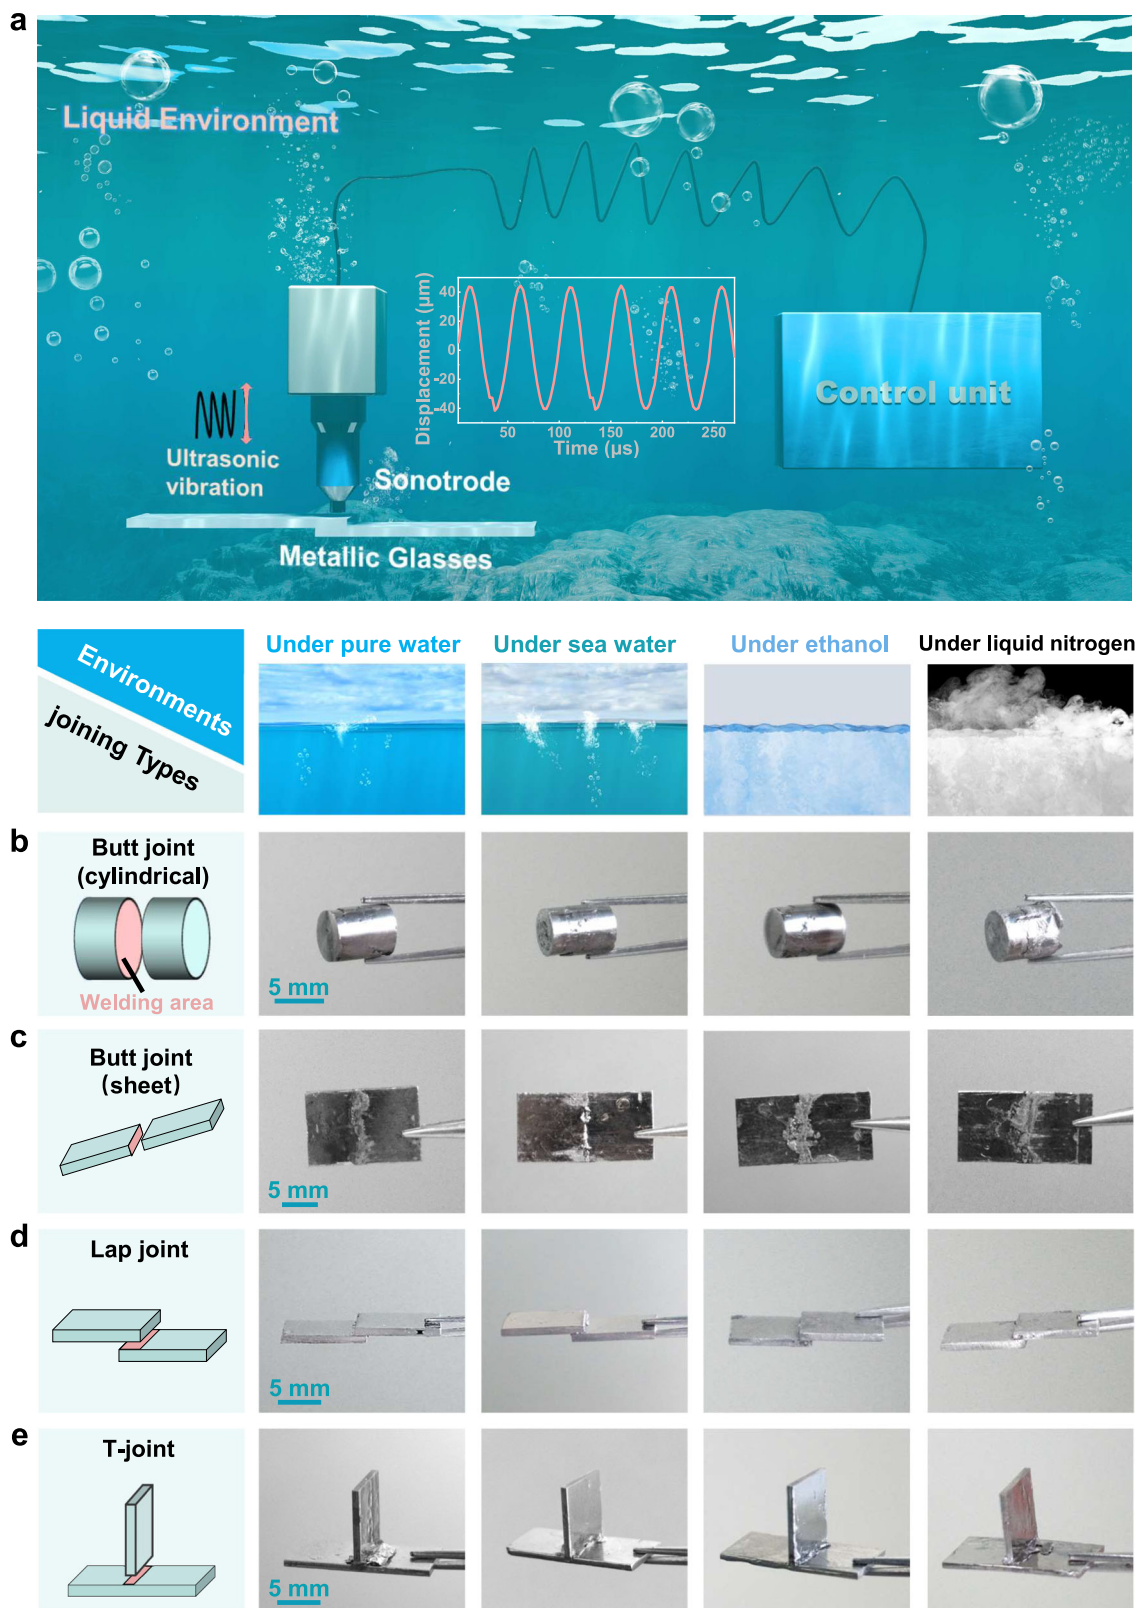 a
Liquid Environment
Displacement (µm)
40
20
0
-20
-40
50
100
150
200
250
Time (µs)
Control unit
Ultrasonic
vibration
Sonotrode
Metallic Glasses
Environments
joining Types
Under pure water
Under sea water
Under ethanol
Under liquid nitrogen
b
Butt joint
(cylindrical)
Welding area
5 mm
c
Butt joint
(sheet)
5 mm
d
Lap joint
5 mm
e
T-joint
5 mm